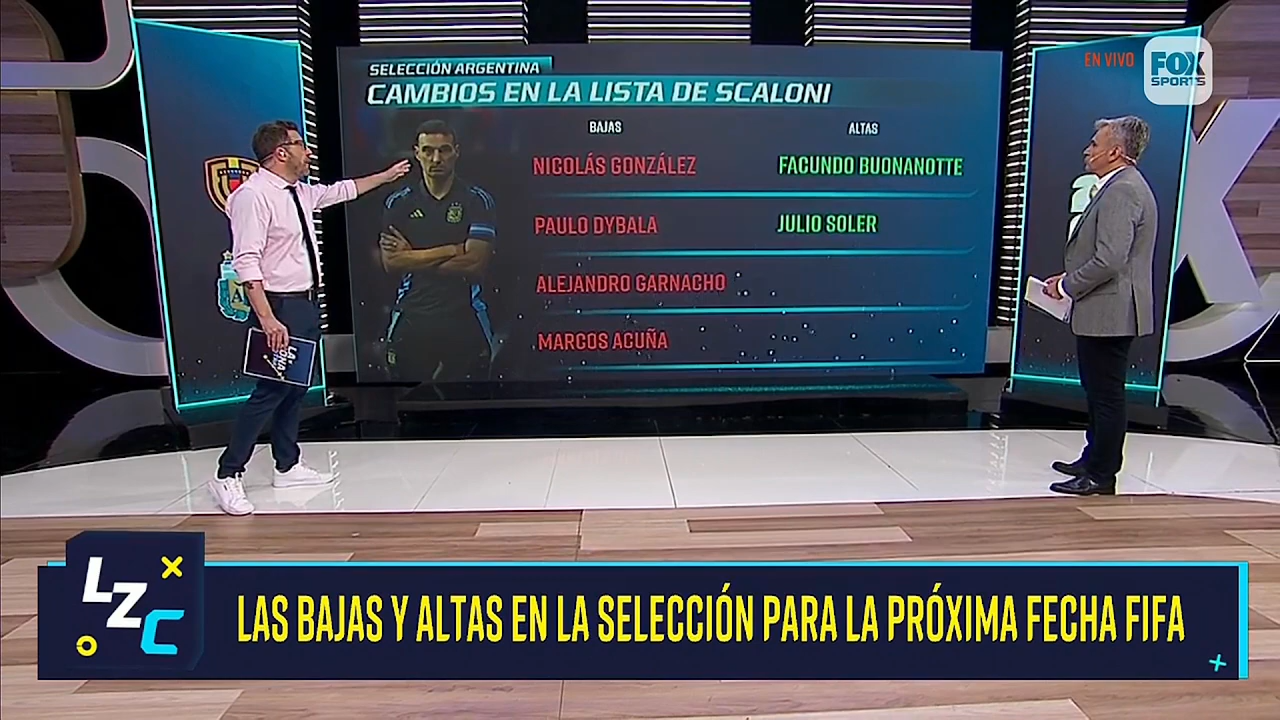 SELECCIÓN ARGENTINA
CAMBIOS EN LA LISTA DE SCALONI
BAJAS
ALTAS
NICOLÁS GONZÁLEZ
FACUNDO BUONANOTTE
PAULO DYBALA
JULIO SOLER
ALEJANDRO GARNACHO
MARCOS ACUÑA
EN VIVO
FOX
SPORTS
LZC
LAS BAJAS Y ALTAS EN LA SELECCIÓN PARA LA PRÓXIMA FECHA FIFA